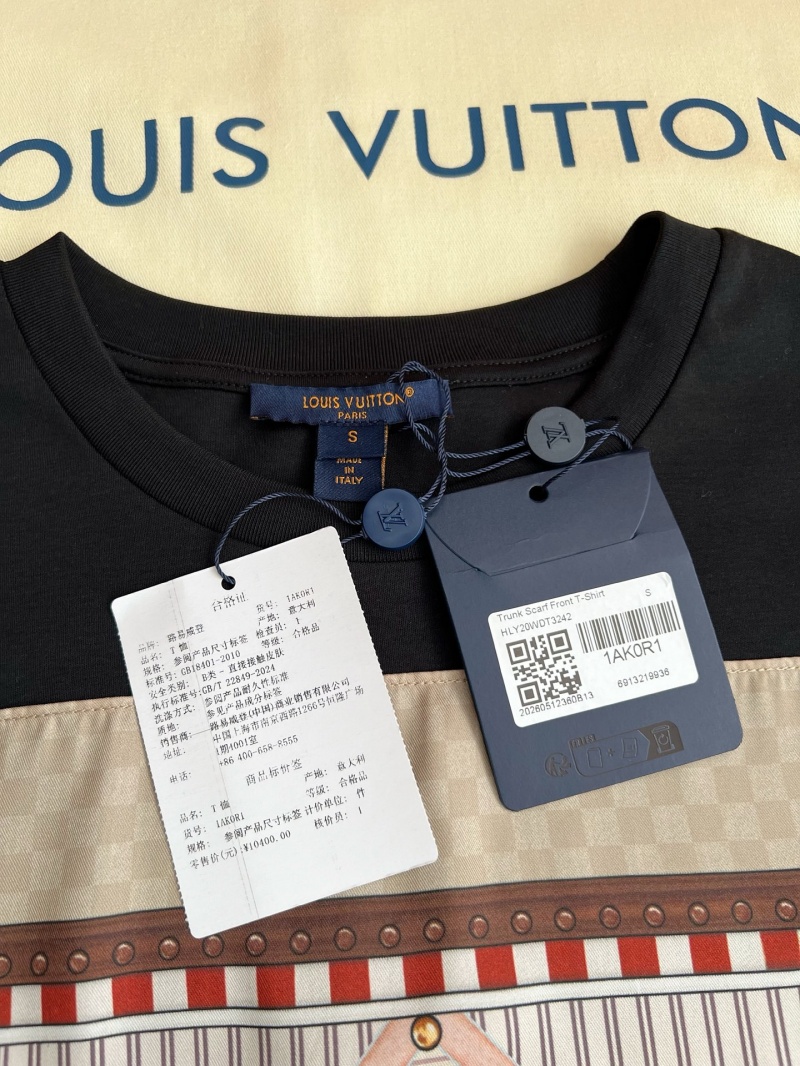 LOUIS VUITTON
LOUIS VUITTON®
PARIS
S
MADE
IN
ITALY
合格证
品牌: 路易威登 货号: 1AK0R1
品名: T恤 产地: 意大利
规格: 参阅产品尺寸标签 检查员: 1
标准号: GB18401-2010 等级: 合格品
安全类别: B类-直接接触皮肤
执行标准号: GB/T 22849-2024
洗涤方式: 参阅产品耐久性标签
质地: 参见产品成分标签
销售商: 路易威登(中国)商业销售有限公司
地址: 中国上海市南京西路1266号恒隆广场
1期4001室
电话: +86 400-658-8555
商品标价签
品名: T恤 产地: 意大利
货号: 1AK0R1 等级: 合格品
规格: 参阅产品尺寸标签 计价单位: 件
零售价(元): ¥10400.00 核价员: 1
Trunk Scarf Front T-Shirt S
HLY20WDT3242
1AK0R1
6913219936
20260512360B13